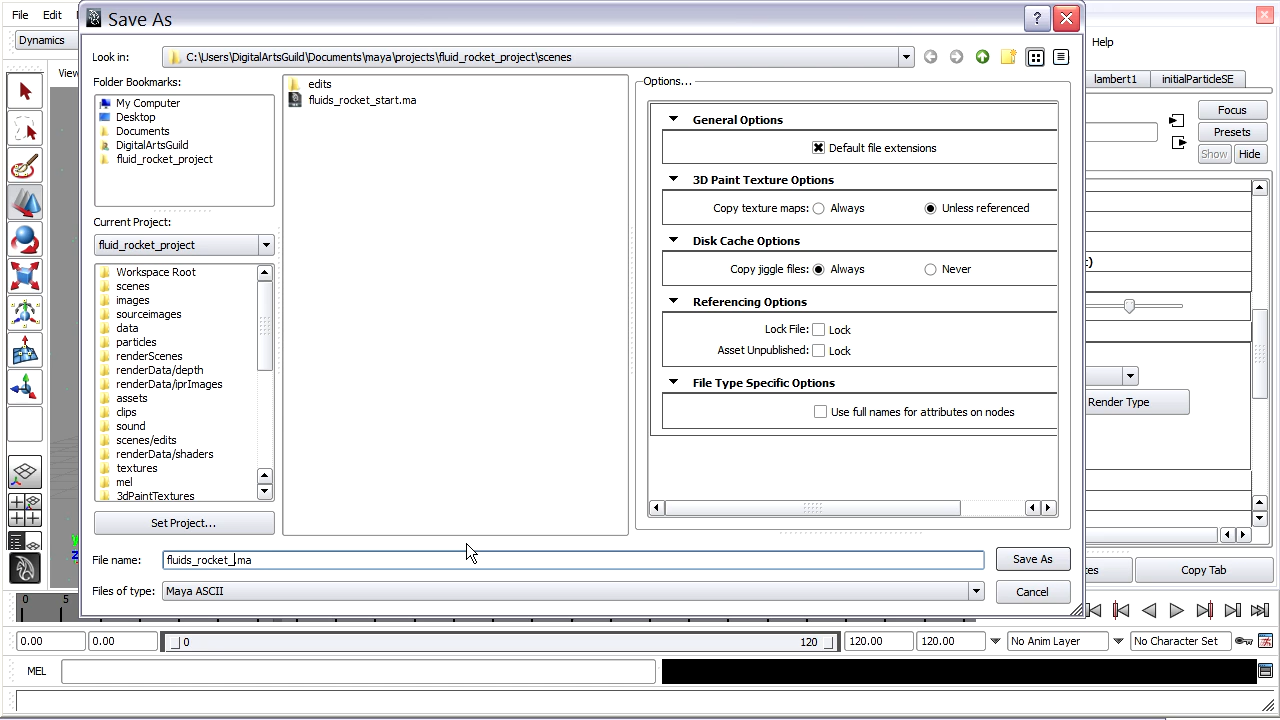 Save As
File Edit
Help
Dynamics
View
Look in: C:\Users\DigitalArtsGuild\Documents\maya\projects\fluid_rocket_project\scenes
Folder Bookmarks:
My Computer
Desktop
Documents
DigitalArtsGuild
fluid_rocket_project
Current Project:
fluid_rocket_project
Workspace Root
scenes
images
sourceimages
data
particles
renderScenes
renderData/depth
renderData/iprImages
assets
clips
sound
scenes/edits
renderData/shaders
textures
mel
3dPaintTextures
Set Project...
edits
fluids_rocket_start.ma
Options...
General Options
Default file extensions
3D Paint Texture Options
Copy texture maps: Always Unless referenced
Disk Cache Options
Copy jiggle files: Always Never
Referencing Options
Lock File: Lock
Asset Unpublished: Lock
File Type Specific Options
Use full names for attributes on nodes
File name: fluids_rocket_.ma Save As
Files of type: Maya ASCII Cancel
lambert1 initialParticleSE
Focus
Presets
Show Hide
Render Type
Copy Tab
0 5
0.00 0.00 0 120 120.00 120.00 No Anim Layer No Character Set
MEL